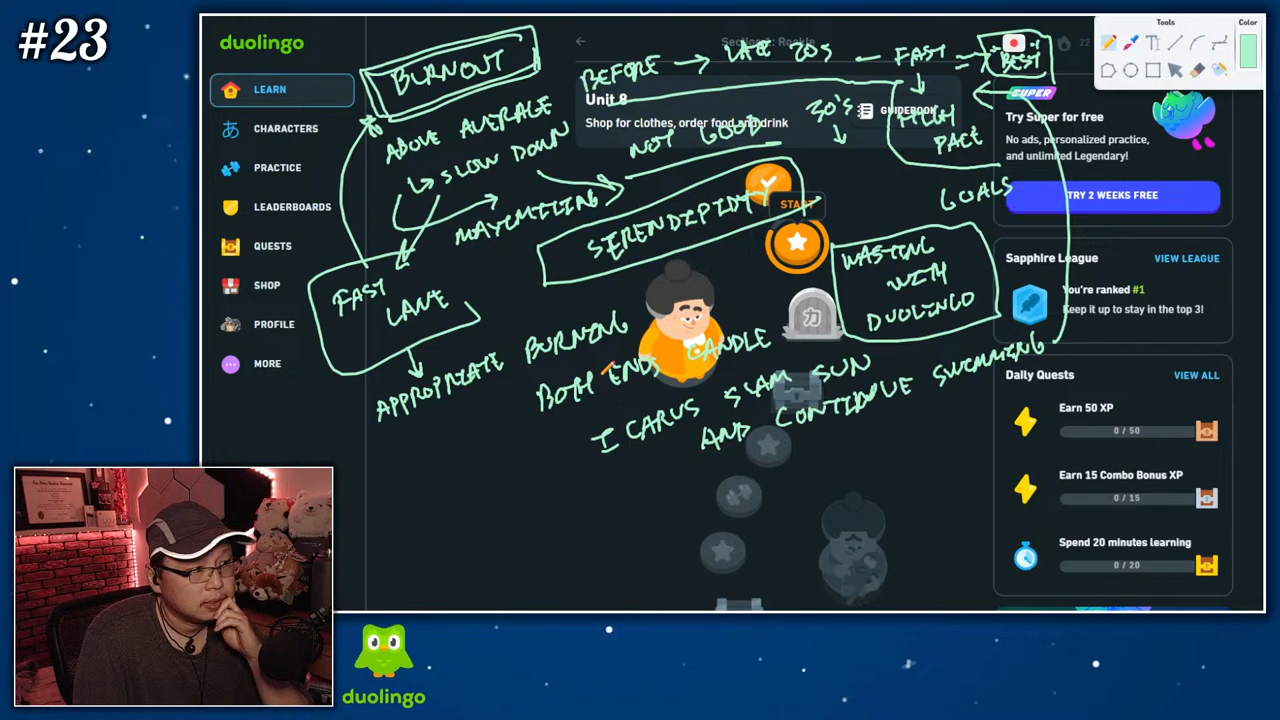 #23
duolingo
LEARN
CHARACTERS
PRACTICE
LEADERBOARDS
QUESTS
SHOP
PROFILE
MORE
BURNOUT
ABOVE AVERAGE
SLOW DOWN
MAXIMIZING
FAST
LANE
APPROPRIATE BURNING
BOTH ENDS CANDLE
ICARUS SLAM SUN
AND CONTINUE SWIMMING
BEFORE → LATE 20s — FAST = BEST
30's
HIGH
PACE
GOALS
NOT GOOD
SERENDIPITY
WASTING
WITH
DUOLINGO
Unit 8
Shop for clothes, order food and drink
GUIDEBOOK
START
力
22
Tools
Color
SUPER
Try Super for free
No ads, personalized practice,
and unlimited Legendary!
TRY 2 WEEKS FREE
Sapphire League
VIEW LEAGUE
You're ranked #1
Keep it up to stay in the top 3!
Daily Quests
VIEW ALL
Earn 50 XP
0 / 50
Earn 15 Combo Bonus XP
0 / 15
Spend 20 minutes learning
0 / 20
duolingo